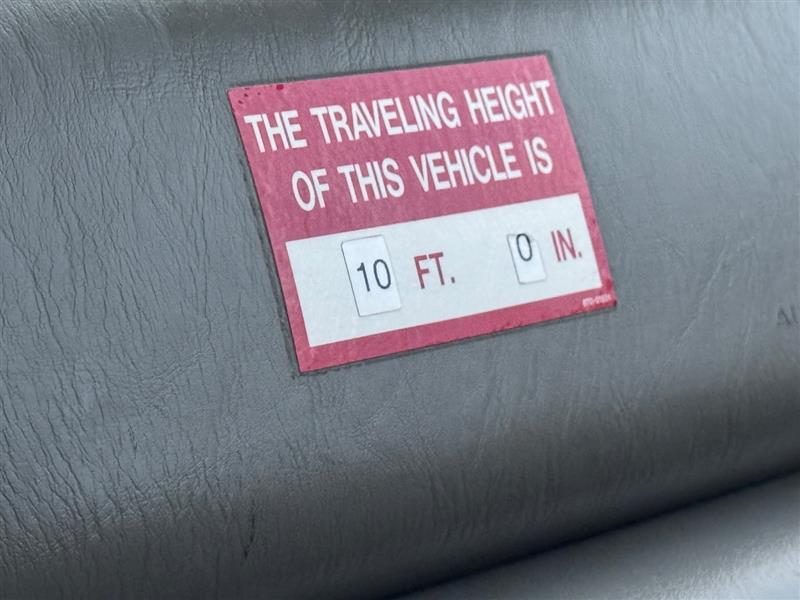 THE TRAVELING HEIGHT
OF THIS VEHICLE IS
10 FT. 0 IN.